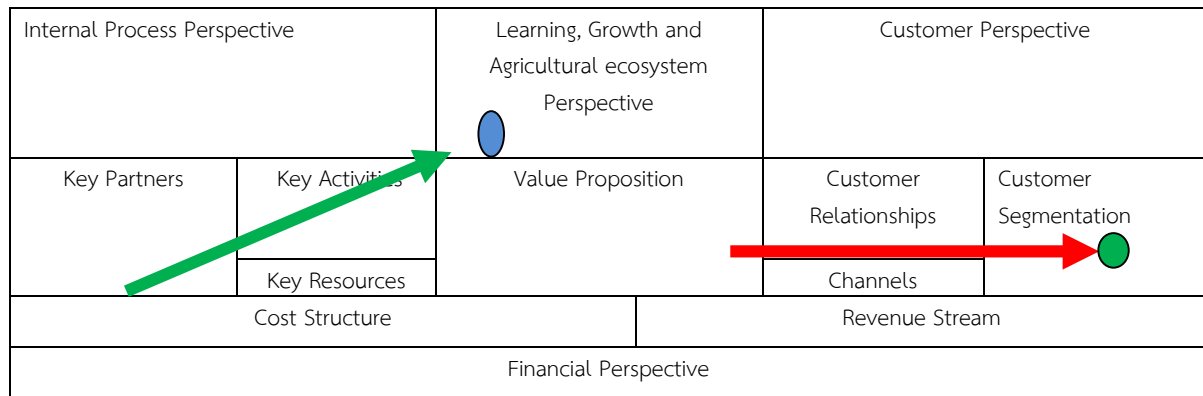 Internal Process Perspective
Learning, Growth and
Agricultural ecosystem
Perspective
Customer Perspective
Key Partners
Key Activities
Value Proposition
Customer
Relationships
Customer
Segmentation
Key Resources
Channels
Cost Structure
Revenue Stream
Financial Perspective